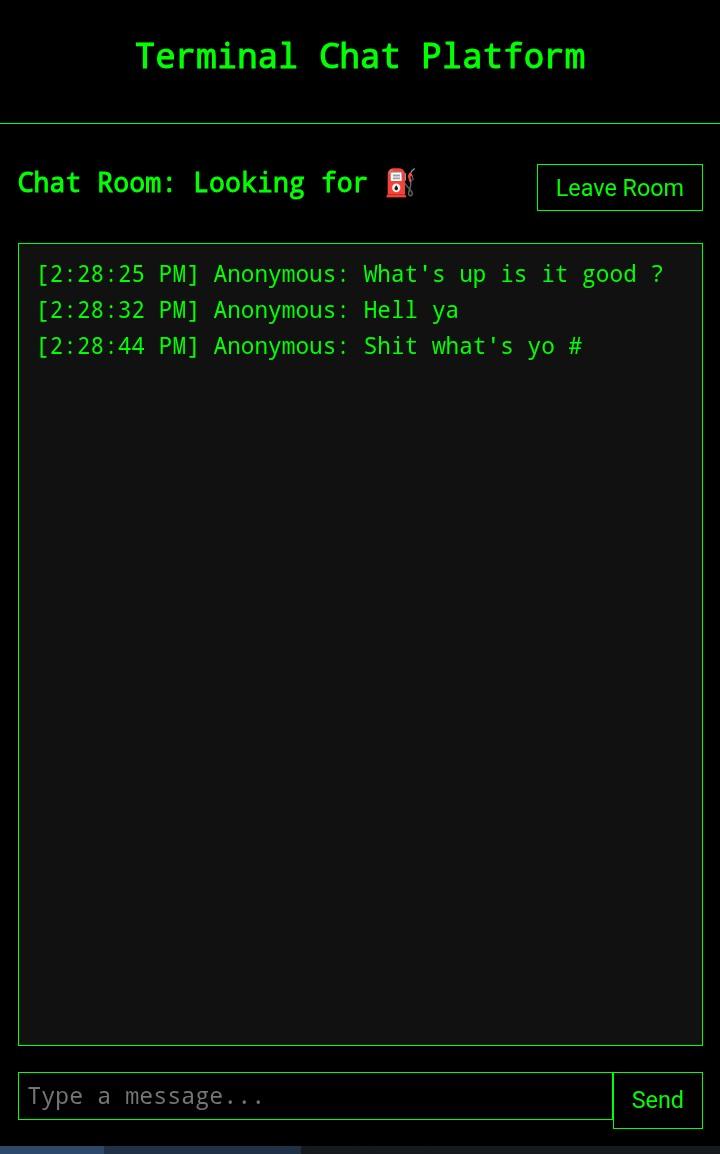 Terminal Chat Platform
Chat Room: Looking for ⛽
Leave Room
[2:28:25 PM] Anonymous: What's up is it good ?
[2:28:32 PM] Anonymous: Hell ya
[2:28:44 PM] Anonymous: Shit what's yo #
Type a message...
Send